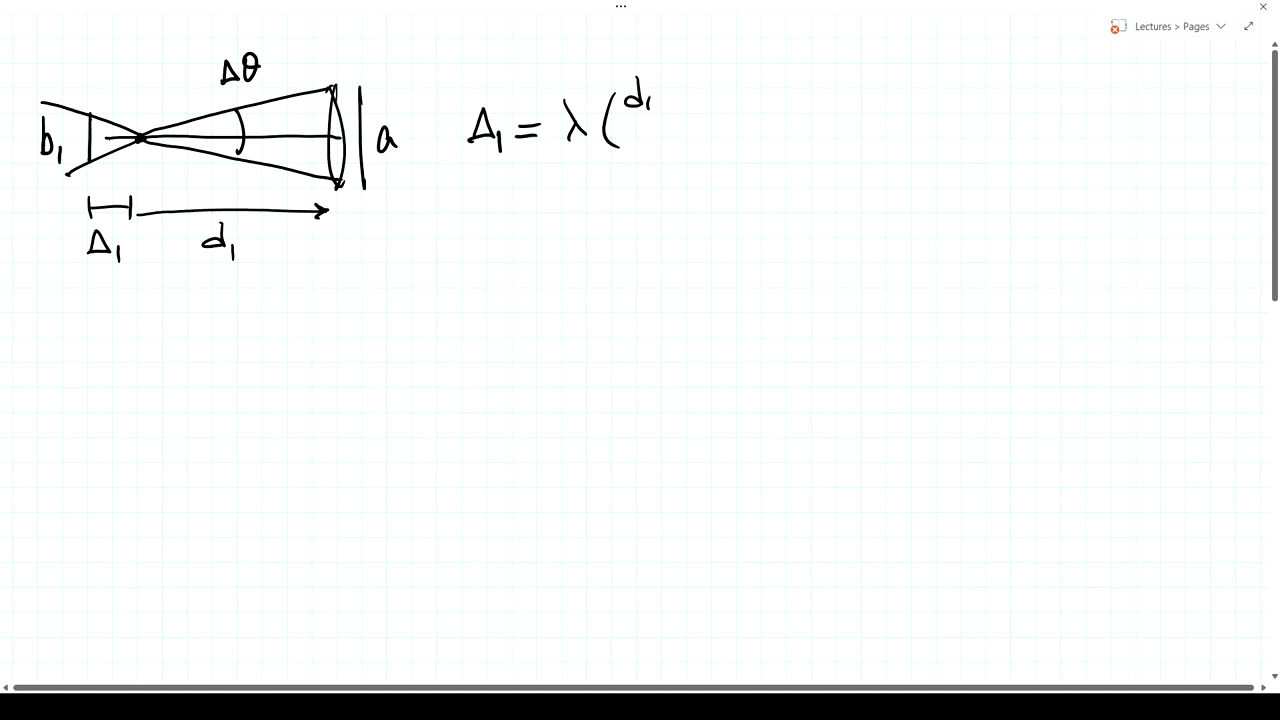 Lectures > Pages
Δθ
b₁
a
Δ₁ = λ (d₁
Δ₁
d₁